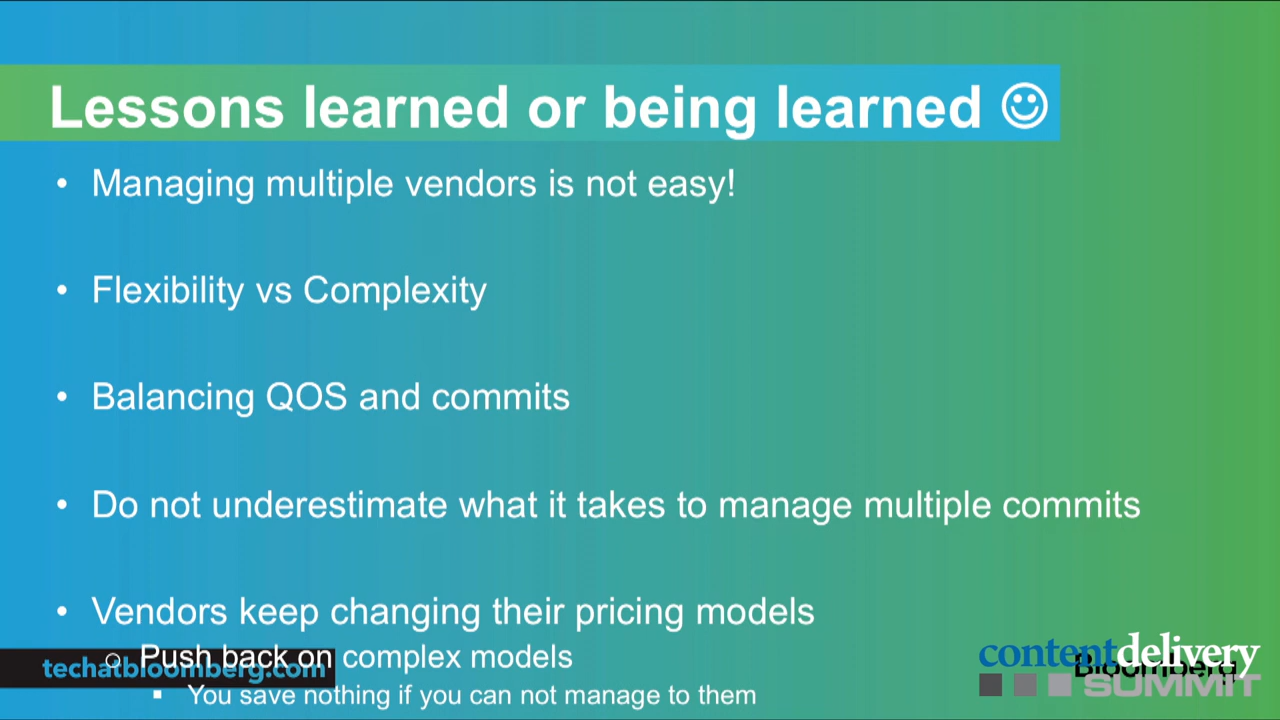 Lessons learned or being learned ☺
• Managing multiple vendors is not easy!
• Flexibility vs Complexity
• Balancing QOS and commits
• Do not underestimate what it takes to manage multiple commits
• Vendors keep changing their pricing models
o Push back on complex models
▪ You save nothing if you can not manage to them
techatbloomberg.com
contentdelivery
SUMMIT
Bloomberg